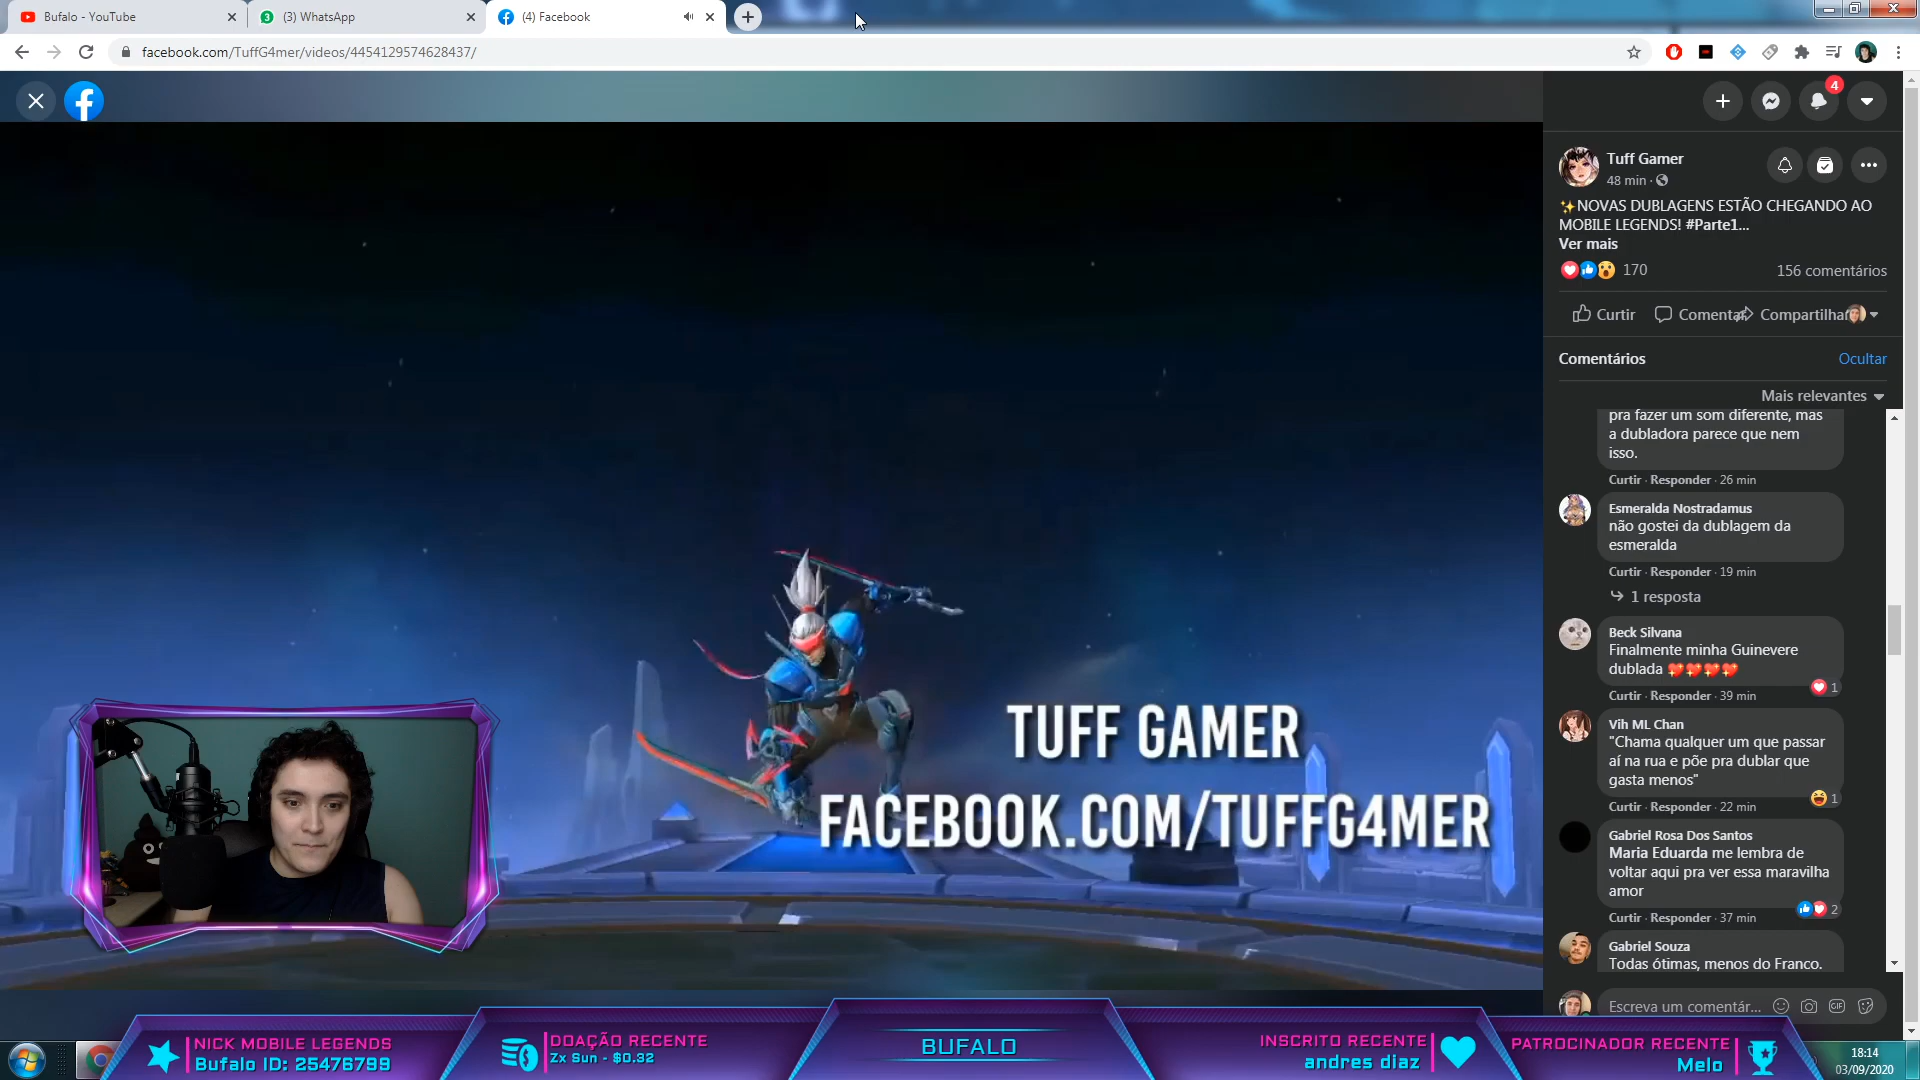 Bufalo - YouTube
(3) WhatsApp
(4) Facebook
facebook.com/TuffG4mer/videos/4454129574628437/
4
Tuff Gamer
48 min ·
✨NOVAS DUBLAGENS ESTÃO CHEGANDO AO
MOBILE LEGENDS! #Parte1...
Ver mais
170
156 comentários
Curtir
Comentar
Compartilhar
Comentários
Ocultar
Mais relevantes
pra fazer um som diferente, mas
a dubladora parece que nem
isso.
Curtir · Responder · 26 min
Esmeralda Nostradamus
não gostei da dublagem da
esmeralda
Curtir · Responder · 19 min
1 resposta
Beck Silvana
Finalmente minha Guinevere
dublada 💖💖💖💖
1
Curtir · Responder · 39 min
Vih ML Chan
"Chama qualquer um que passar
aí na rua e põe pra dublar que
gasta menos"
1
Curtir · Responder · 22 min
Gabriel Rosa Dos Santos
Maria Eduarda me lembra de
voltar aqui pra ver essa maravilha
amor
2
Curtir · Responder · 37 min
Gabriel Souza
Todas ótimas, menos do Franco.
Escreva um comentár...
GIF
TUFF GAMER
FACEBOOK.COM/TUFFG4MER
NICK MOBILE LEGENDS
Bufalo ID: 25476799
DOAÇÃO RECENTE
Zx Sun - $0.32
BUFALO
INSCRITO RECENTE
andres diaz
PATROCINADOR RECENTE
Melo
18:14
03/09/2020